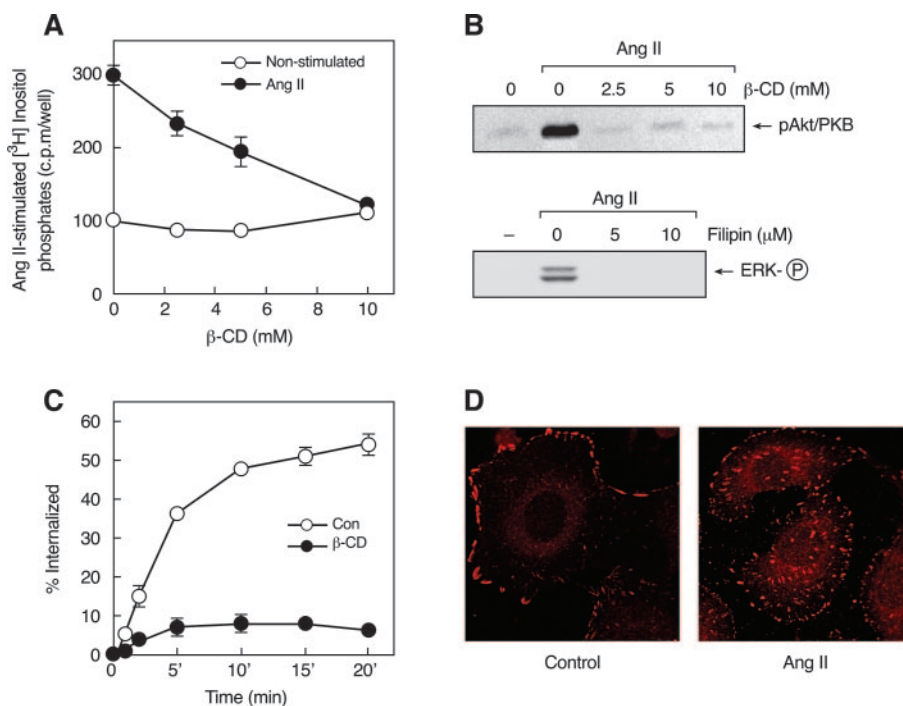 A
Ang II-stimulated [³H] Inositol
phosphates (c.p.m/well)
300
200
100
0
Non-stimulated
Ang II
0 2 4 6 8 10
β-CD (mM)
B
Ang II
0 0 2.5 5 10 β-CD (mM)
← pAkt/PKB
Ang II
– 0 5 10 Filipin (μM)
← ERK- Ⓟ
C
% Internalized
60
50
40
30
20
10
0
Con
β-CD
0 5' 10' 15' 20'
Time (min)
D
Control Ang II